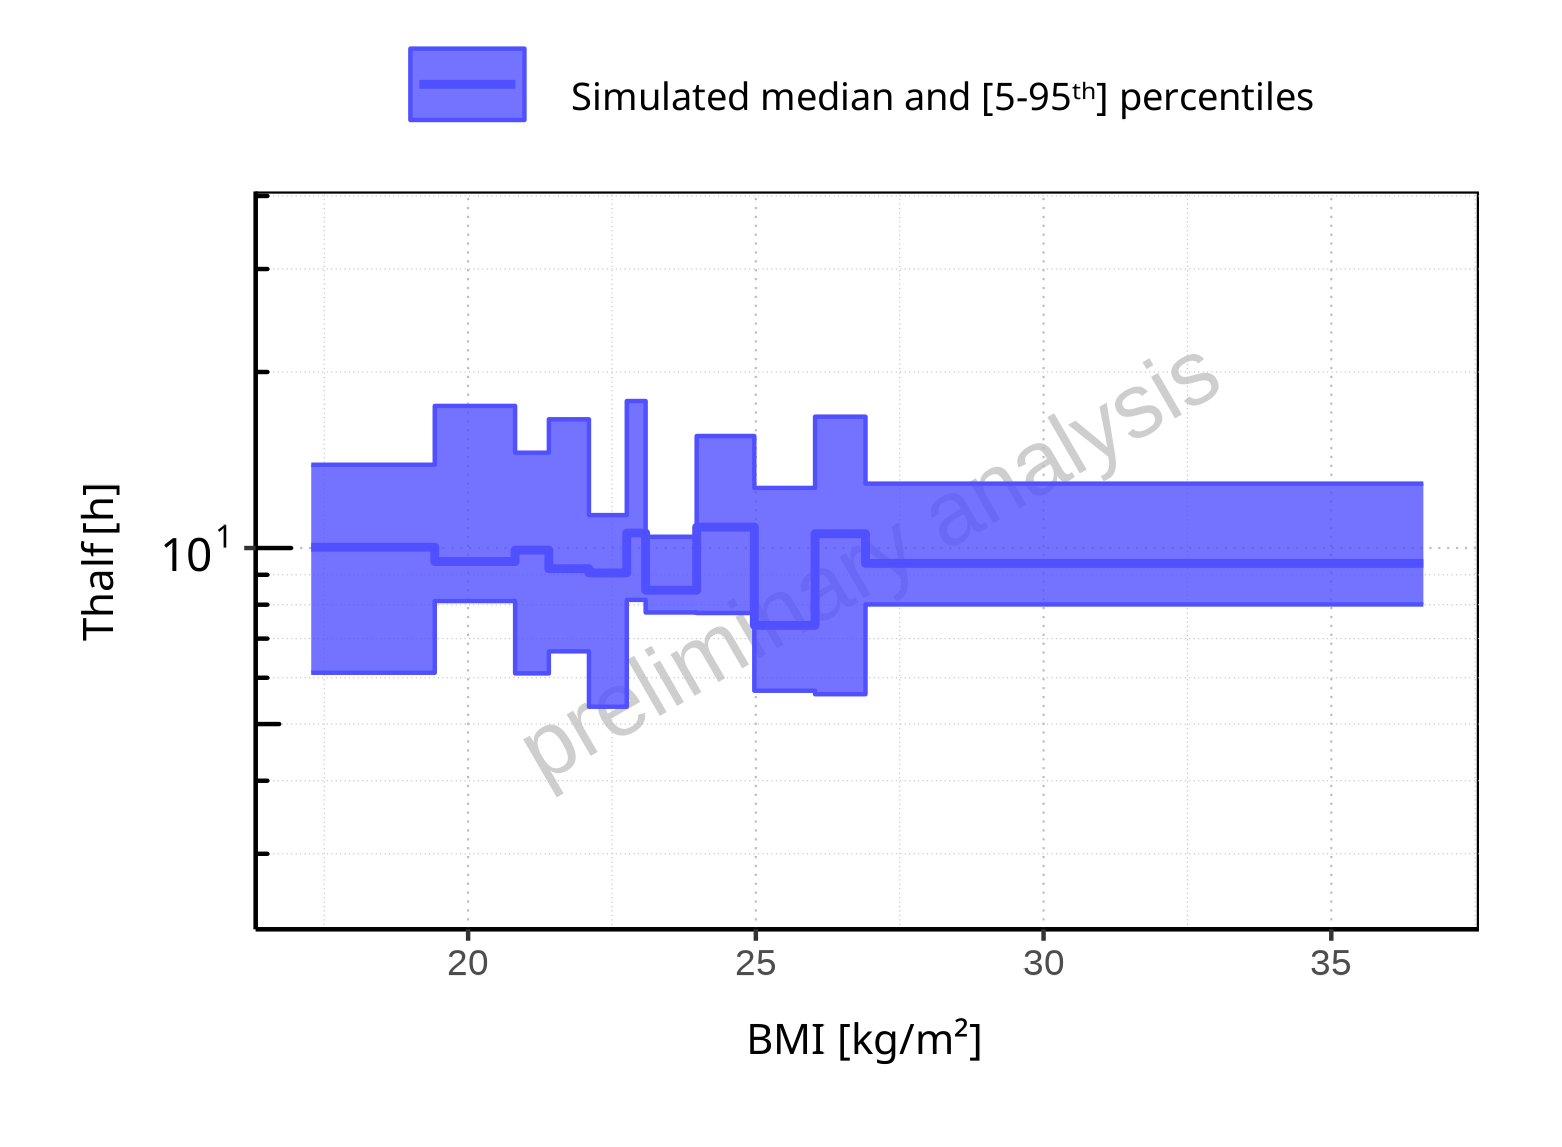 Simulated median and [5-95ᵗʰ] percentiles
Thalf [h]
10¹
preliminary analysis
20 25 30 35
BMI [kg/m²]